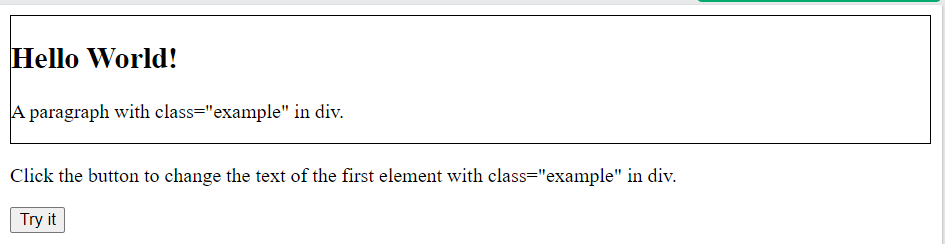 Hello World!
A paragraph with class="example" in div.
Click the button to change the text of the first element with class="example" in div.
Try it